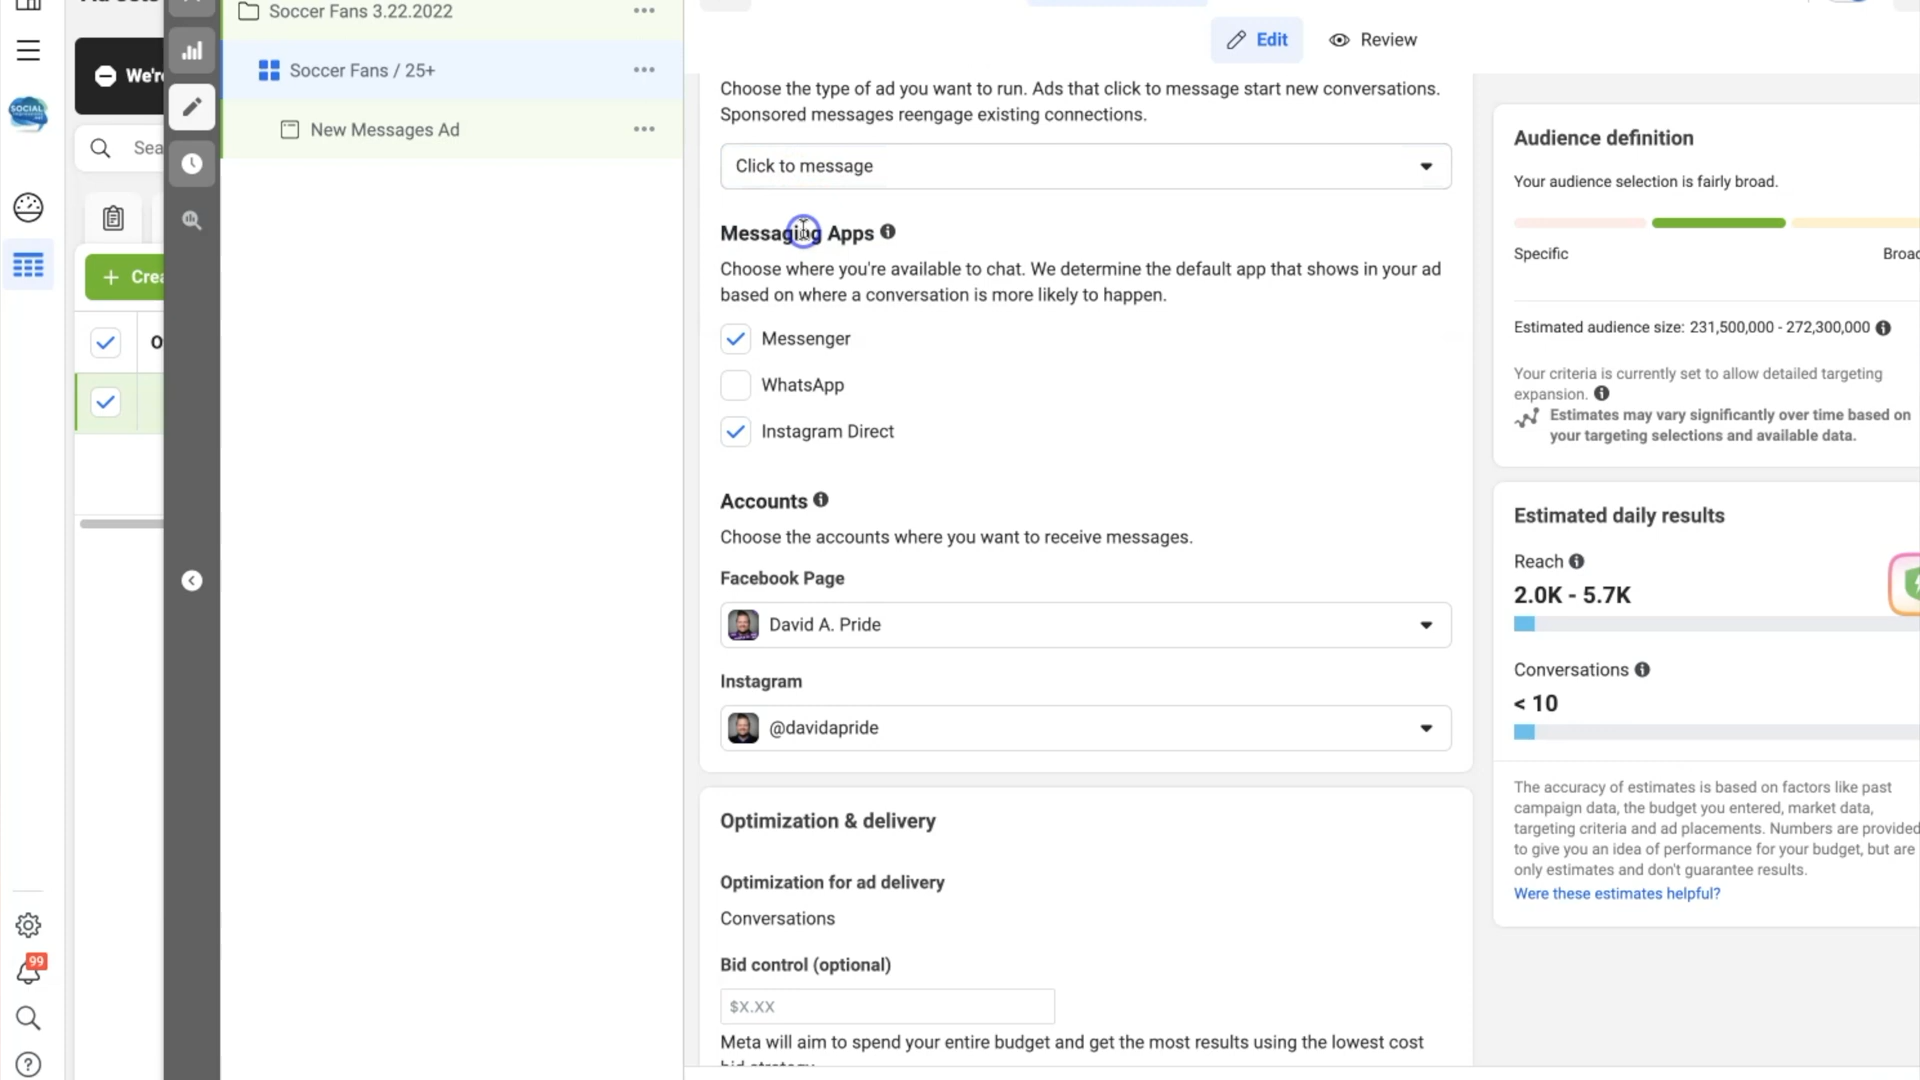 Soccer Fans 3.22.2022
Edit
Review
SOCIAL
We're
Soccer Fans / 25+
New Messages Ad
Sea
Crea
O
99
Choose the type of ad you want to run. Ads that click to message start new conversations.
Sponsored messages reengage existing connections.
Click to message
Messaging Apps
Choose where you're available to chat. We determine the default app that shows in your ad
based on where a conversation is more likely to happen.
Messenger
WhatsApp
Instagram Direct
Accounts
Choose the accounts where you want to receive messages.
Facebook Page
David A. Pride
Instagram
@davidapride
Optimization & delivery
Optimization for ad delivery
Conversations
Bid control (optional)
$X.XX
Meta will aim to spend your entire budget and get the most results using the lowest cost
Audience definition
Your audience selection is fairly broad.
Specific
Broad
Estimated audience size: 231,500,000 - 272,300,000
Your criteria is currently set to allow detailed targeting
expansion.
Estimates may vary significantly over time based on
your targeting selections and available data.
Estimated daily results
Reach
2.0K - 5.7K
Conversations
< 10
The accuracy of estimates is based on factors like past
campaign data, the budget you entered, market data,
targeting criteria and ad placements. Numbers are provided
to give you an idea of performance for your budget, but are
only estimates and don't guarantee results.
Were these estimates helpful?